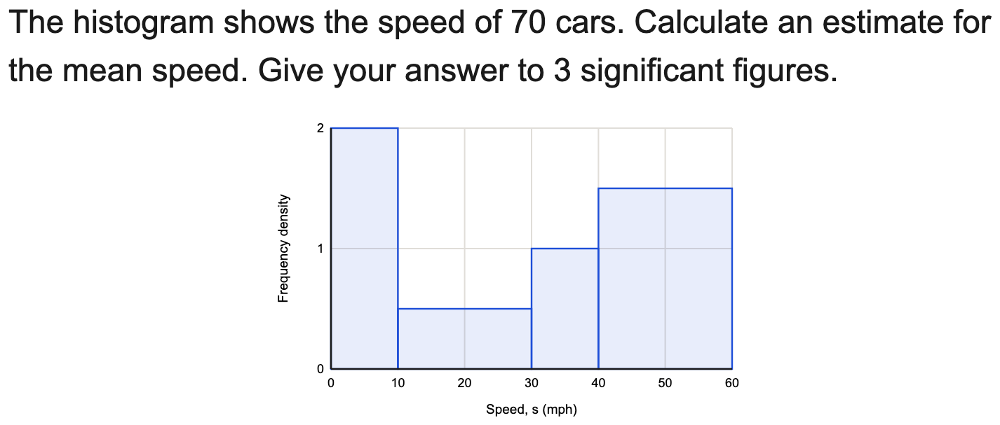 The histogram shows the speed of 70 cars. Calculate an estimate for
the mean speed. Give your answer to 3 significant figures.
2
1
0
Frequency density
0 10 20 30 40 50 60
Speed, s (mph)